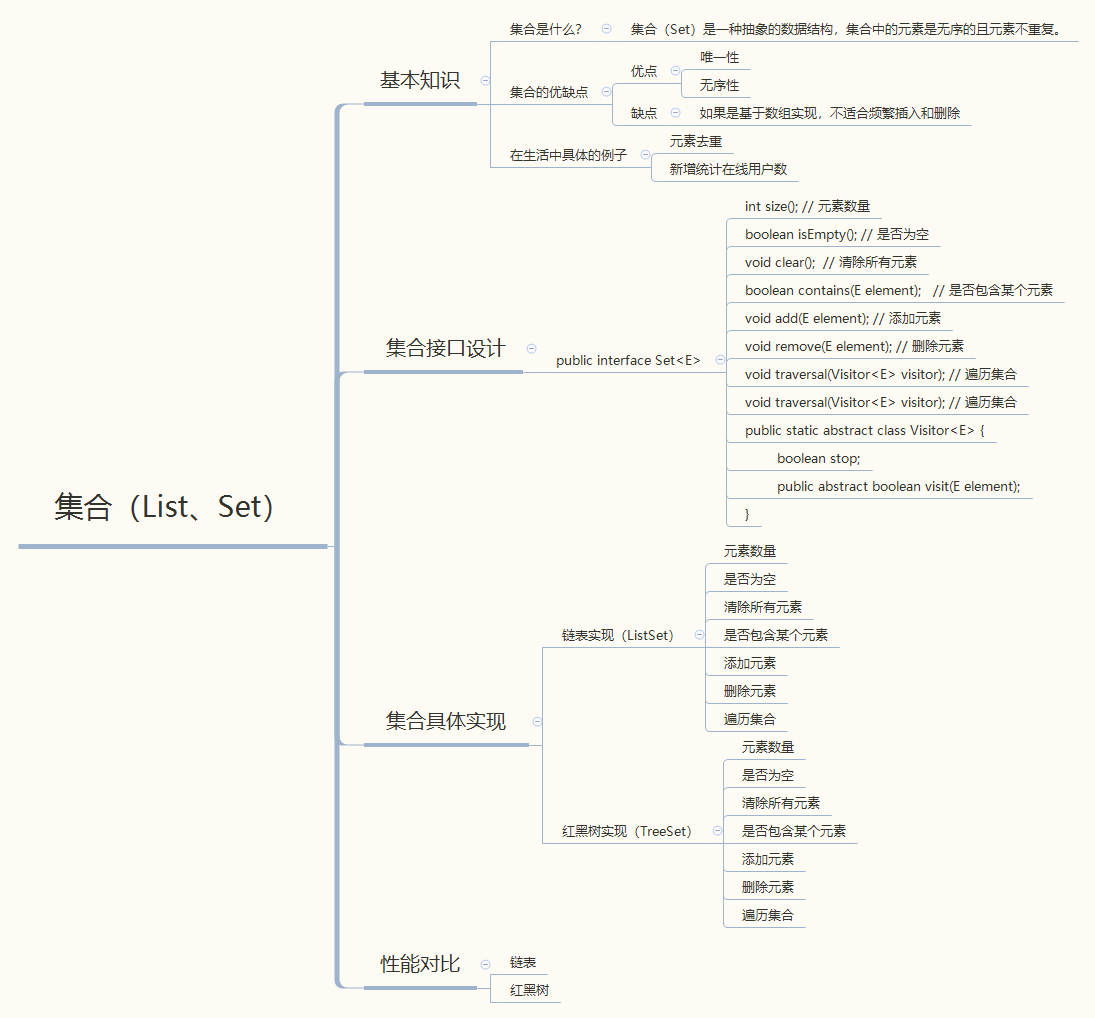 集合（List、Set）
基本知识
集合是什么？
集合（Set）是一种抽象的数据结构，集合中的元素是无序的且元素不重复。
集合的优缺点
优点
唯一性
无序性
缺点
如果是基于数组实现，不适合频繁插入和删除
在生活中具体的例子
元素去重
新增统计在线用户数
集合接口设计
public interface Set<E>
int size(); // 元素数量
boolean isEmpty(); // 是否为空
void clear();  // 清除所有元素
boolean contains(E element);   // 是否包含某个元素
void add(E element); // 添加元素
void remove(E element); // 删除元素
void traversal(Visitor<E> visitor); // 遍历集合
void traversal(Visitor<E> visitor); // 遍历集合
public static abstract class Visitor<E> {
boolean stop;
public abstract boolean visit(E element);
}
集合具体实现
链表实现（ListSet）
元素数量
是否为空
清除所有元素
是否包含某个元素
添加元素
删除元素
遍历集合
红黑树实现（TreeSet）
元素数量
是否为空
清除所有元素
是否包含某个元素
添加元素
删除元素
遍历集合
性能对比
链表
红黑树